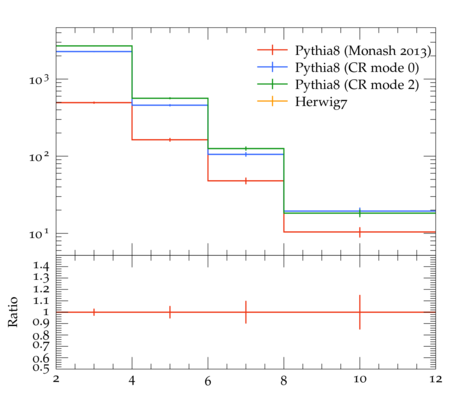 Pythia8 (Monash 2013)
Pythia8 (CR mode 0)
Pythia8 (CR mode 2)
Herwig7
10³
10²
10¹
Ratio
1.4
1.3
1.2
1.1
1
0.9
0.8
0.7
0.6
0.5
2 4 6 8 10 12